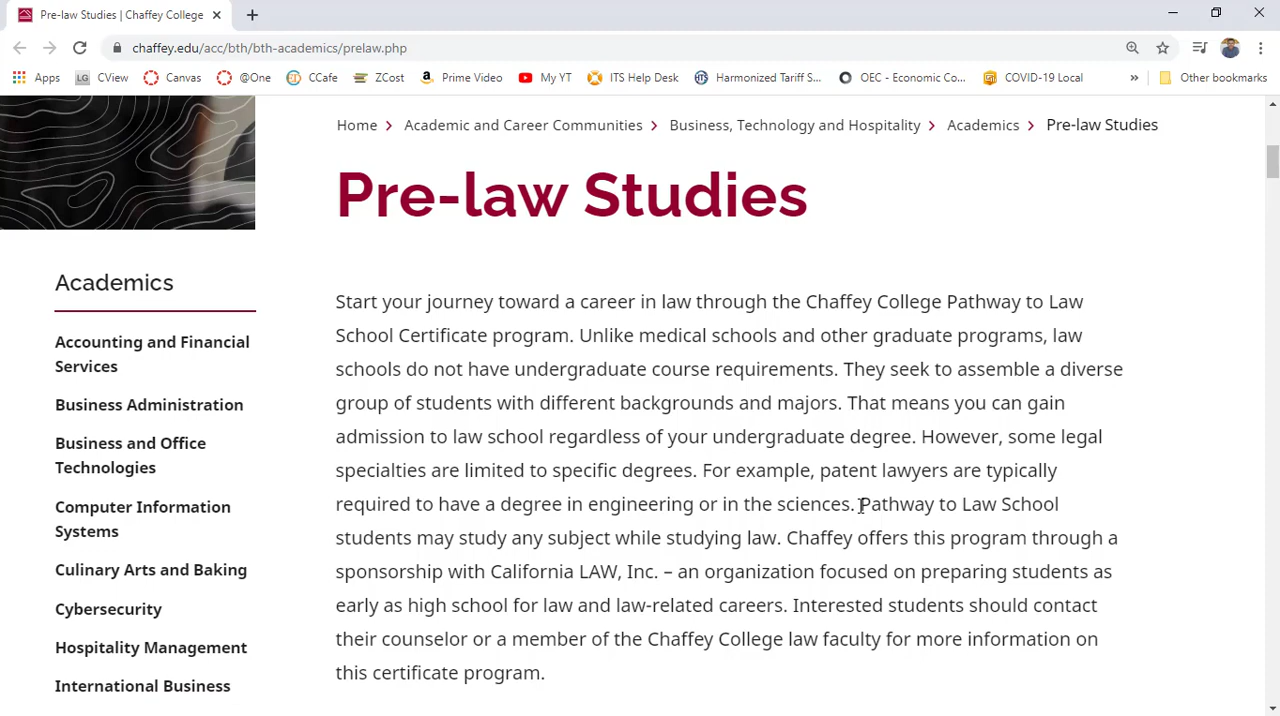 Pre-law Studies | Chaffey College
chaffey.edu/acc/bth/bth-academics/prelaw.php
Apps LG CView Canvas @One CCafe ZCost Prime Video My YT ITS Help Desk Harmonized Tariff S... OEC - Economic Co... COVID-19 Local » Other bookmarks
Home > Academic and Career Communities > Business, Technology and Hospitality > Academics > Pre-law Studies
Pre-law Studies
Academics
Accounting and Financial
Services
Business Administration
Business and Office
Technologies
Computer Information
Systems
Culinary Arts and Baking
Cybersecurity
Hospitality Management
International Business
Start your journey toward a career in law through the Chaffey College Pathway to Law
School Certificate program. Unlike medical schools and other graduate programs, law
schools do not have undergraduate course requirements. They seek to assemble a diverse
group of students with different backgrounds and majors. That means you can gain
admission to law school regardless of your undergraduate degree. However, some legal
specialties are limited to specific degrees. For example, patent lawyers are typically
required to have a degree in engineering or in the sciences. Pathway to Law School
students may study any subject while studying law. Chaffey offers this program through a
sponsorship with California LAW, Inc. – an organization focused on preparing students as
early as high school for law and law-related careers. Interested students should contact
their counselor or a member of the Chaffey College law faculty for more information on
this certificate program.